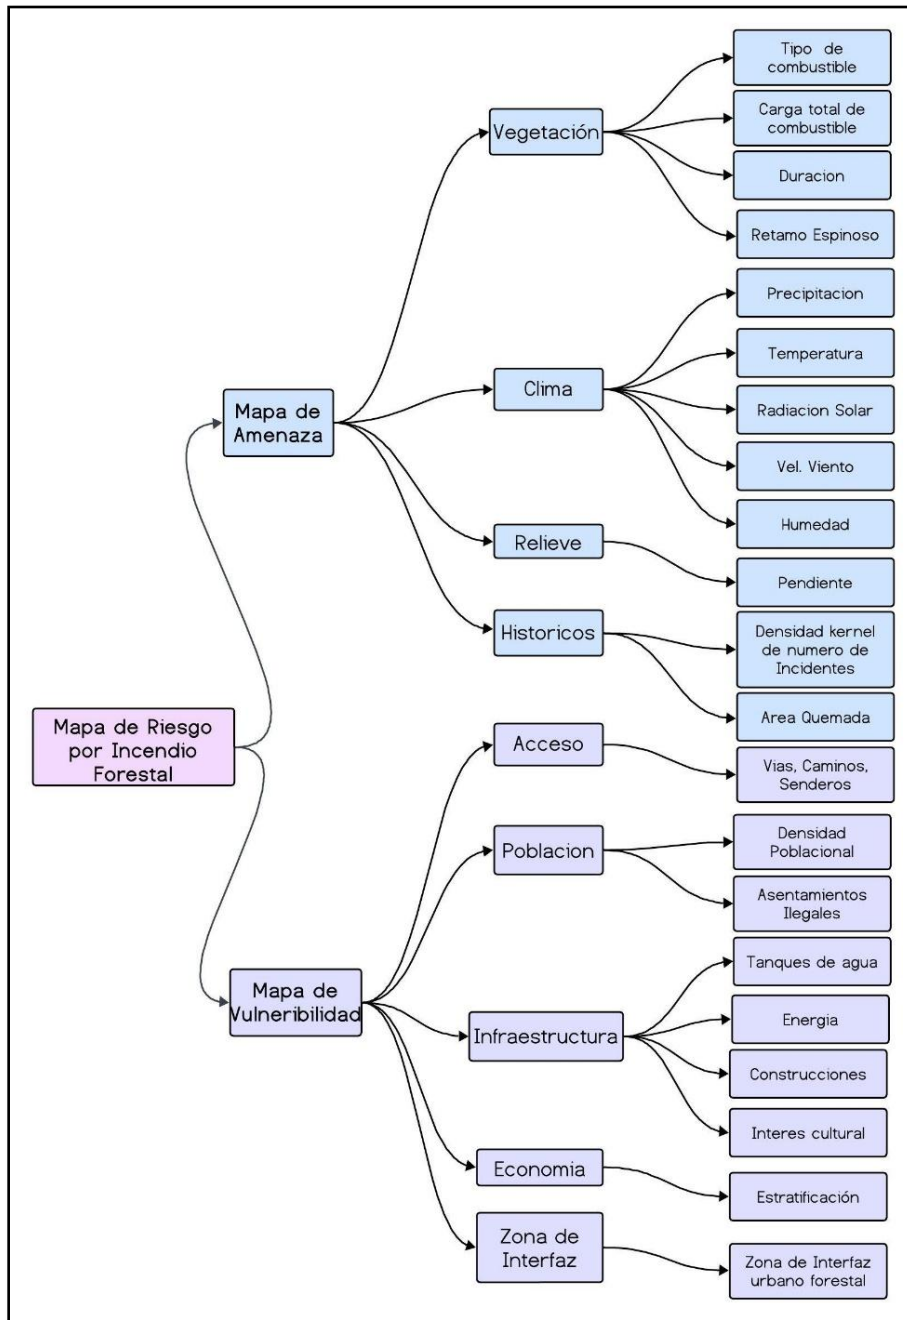 Mapa de Riesgo
por Incendio
Forestal
Mapa de
Amenaza
Vegetación
Tipo de
combustible
Carga total de
combustible
Duracion
Retamo Espinoso
Clima
Precipitacion
Temperatura
Radiacion Solar
Vel. Viento
Humedad
Relieve
Pendiente
Historicos
Densidad kernel
de numero de
Incidentes
Area Quemada
Mapa de
Vulneribilidad
Acceso
Vias, Caminos,
Senderos
Poblacion
Densidad
Poblacional
Asentamientos
Ilegales
Infraestructura
Tanques de agua
Energia
Construcciones
Interes cultural
Economia
Estratificación
Zona de
Interfaz
Zona de Interfaz
urbano forestal